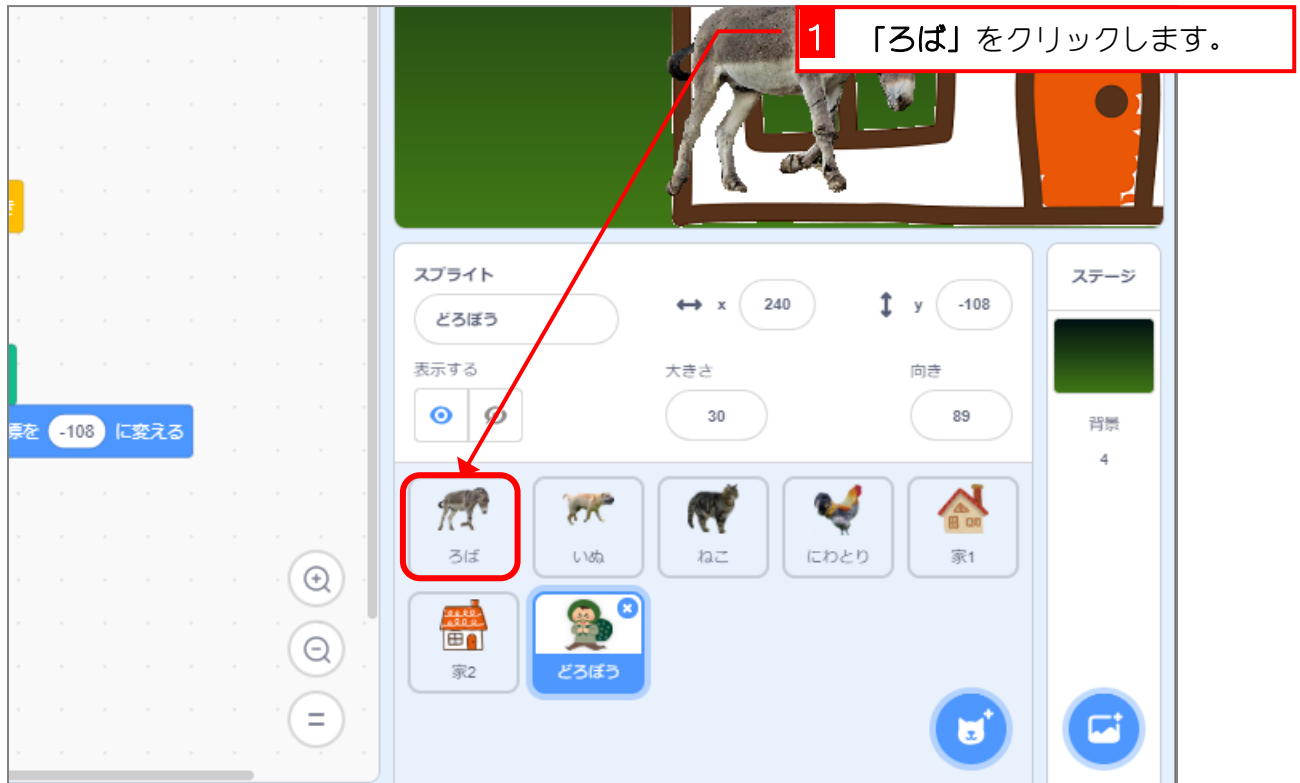 1 「ろば」をクリックします。
き
スプライト
どろぼう
x 240
y -108
ステージ
表示する
大きさ
30
向き
89
標を -108 に変える
背景
4
ろば
いぬ
ねこ
にわとり
家1
家2
どろぼう